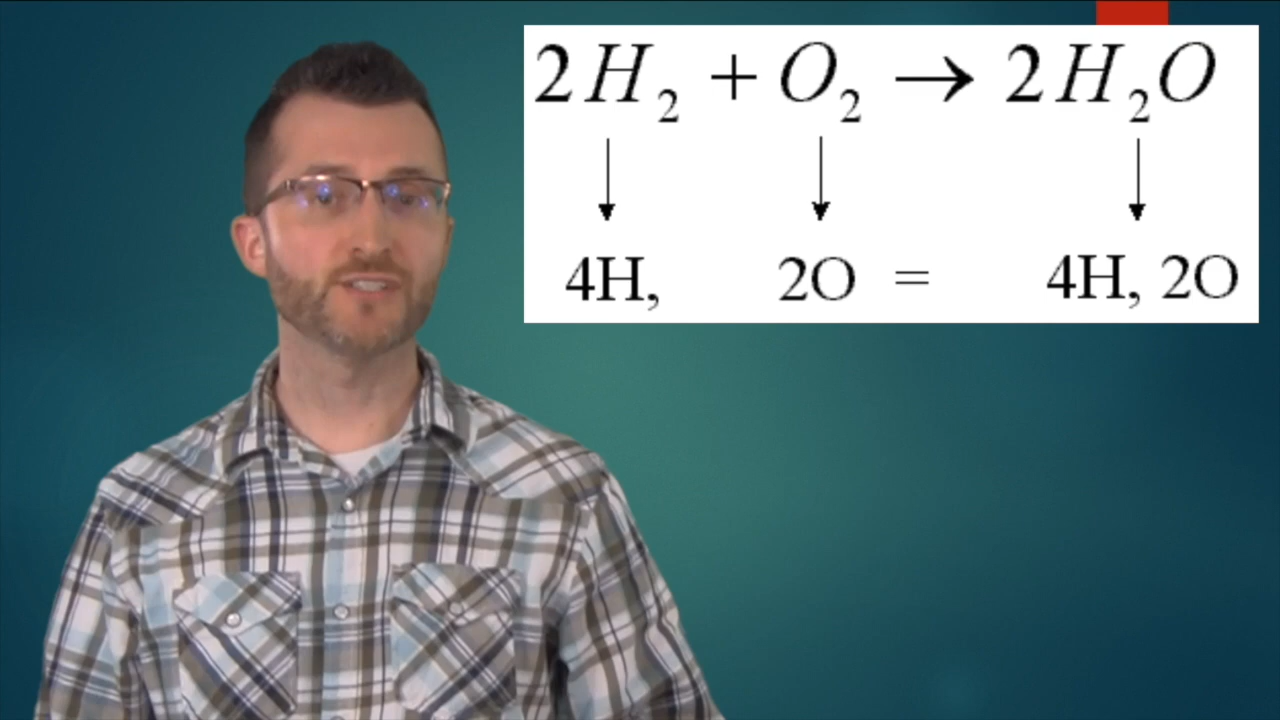 2H₂ + O₂ → 2H₂O
4H, 2O = 4H, 2O